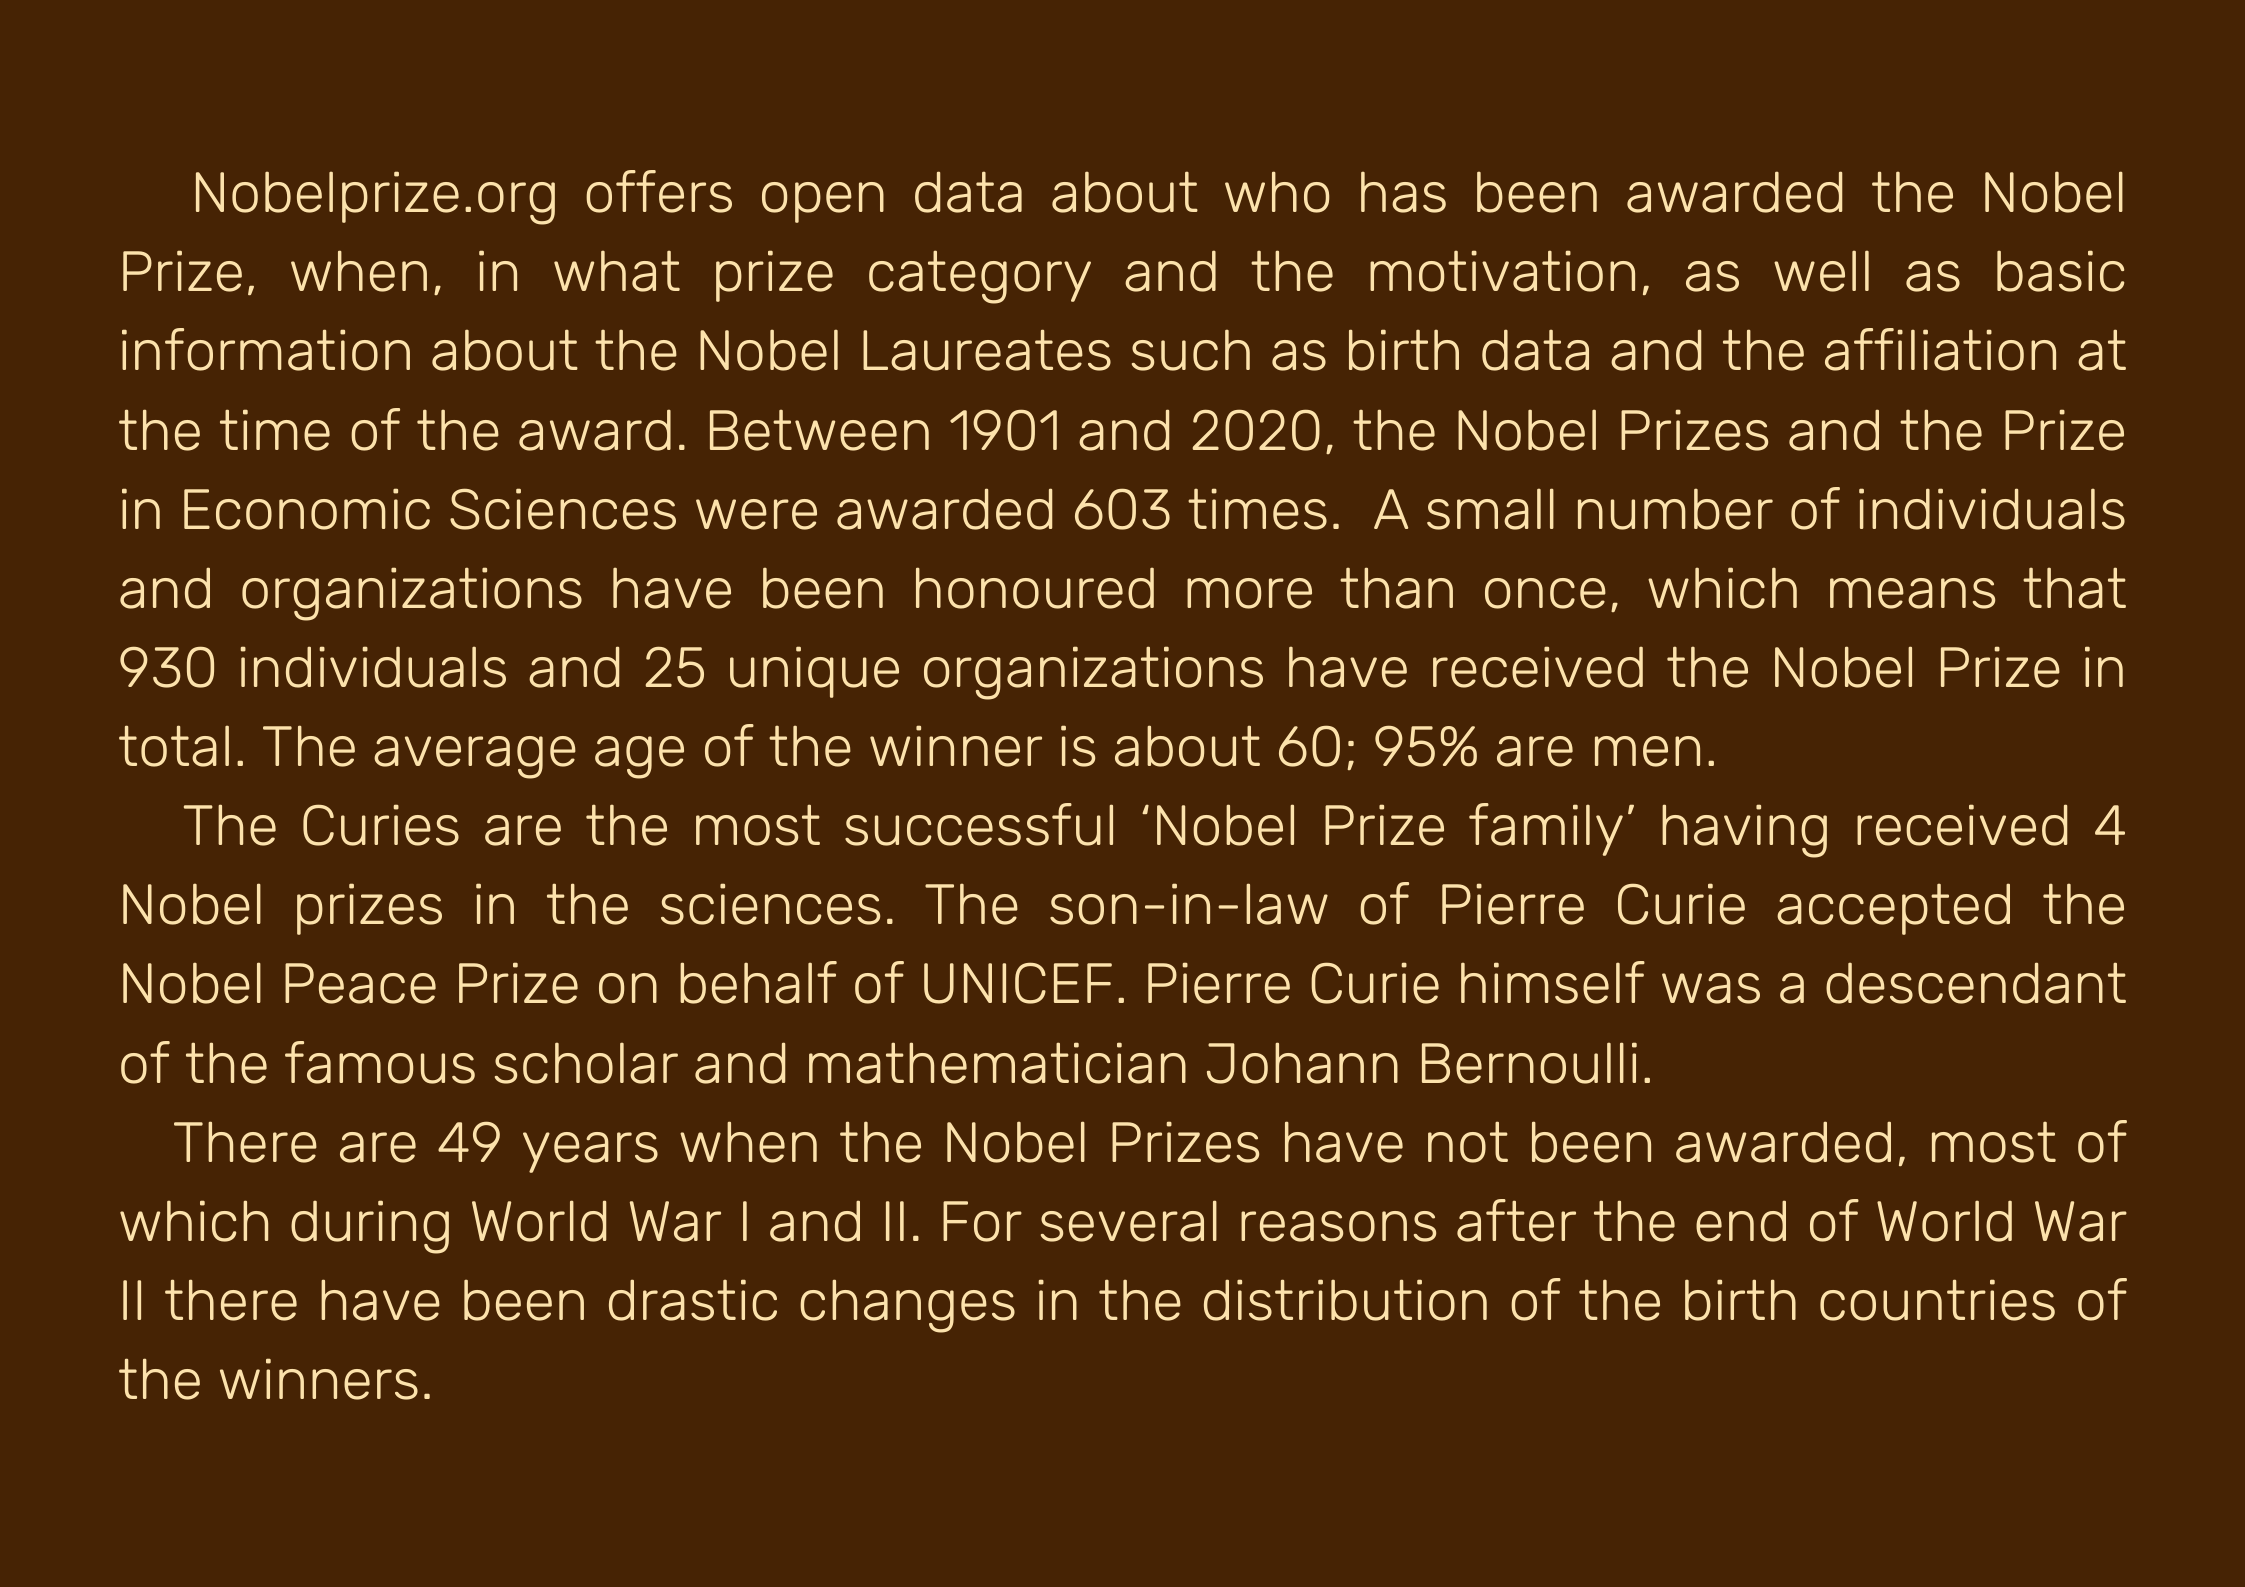 Nobelprize.org offers open data about who has been awarded the Nobel
Prize, when, in what prize category and the motivation, as well as basic
information about the Nobel Laureates such as birth data and the affiliation at
the time of the award. Between 1901 and 2020, the Nobel Prizes and the Prize
in Economic Sciences were awarded 603 times.  A small number of individuals
and organizations have been honoured more than once, which means that
930 individuals and 25 unique organizations have received the Nobel Prize in
total. The average age of the winner is about 60; 95% are men.
The Curies are the most successful ‘Nobel Prize family’ having received 4
Nobel prizes in the sciences. The son-in-law of Pierre Curie accepted the
Nobel Peace Prize on behalf of UNICEF. Pierre Curie himself was a descendant
of the famous scholar and mathematician Johann Bernoulli.
There are 49 years when the Nobel Prizes have not been awarded, most of
which during World War I and II. For several reasons after the end of World War
II there have been drastic changes in the distribution of the birth countries of
the winners.